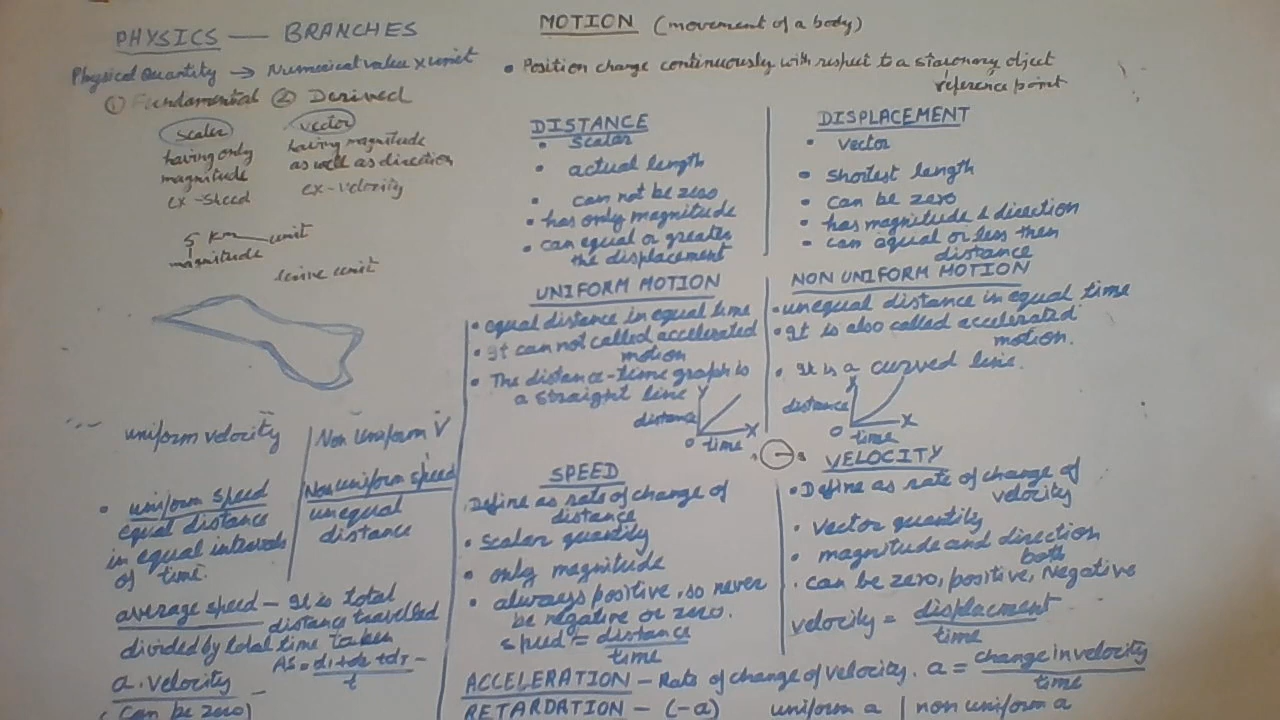 PHYSICS — BRANCHES
Physical Quantity → Numerical value x unit
① Fundamental ② Derived
scaler
having only
magnitude
ex - speed
vector
having magnitude
as well as direction
ex - velocity
5 km — unit
magnitude
unit
MOTION (movement of a body)
• Position change continuously with respect to a stationary object
reference point
DISTANCE
• scalar
• actual length
• can not be zero
• has only magnitude
• can equal or greater
the displacement
DISPLACEMENT
• vector
• shortest length
• can be zero
• has magnitude & direction
• can equal or less then
distance
UNIFORM MOTION
• equal distance in equal time
• It can not called accelerated
motion
• The distance-time graph is
a straight line
Y
distance
O time X
NON UNIFORM MOTION
• unequal distance in equal time
• It is also called accelerated
motion.
• It is a curved line.
Y
distance
O time X
uniform velocity
• uniform speed
equal distance
in equal intervals
of time.
Non Uniform V
Non uniform speed
unequal
distance
average speed - It is total
distance travelled
divided by total time taken
AS = d1 + d2 + d3 -
t
a. velocity -
(can be zero)
SPEED
Define as rate of change of
distance
• scalar quantity
• only magnitude
• always positive, so never
be negative or zero.
speed = distance
time
VELOCITY
• Define as rate of change of
velocity
• vector quantity
• magnitude and direction
both
• can be zero, positive, Negative
velocity = displacement
time
ACCELERATION - Rate of change of velocity. a = change in velocity
time
RETARDATION - (-a) uniform a | non uniform a